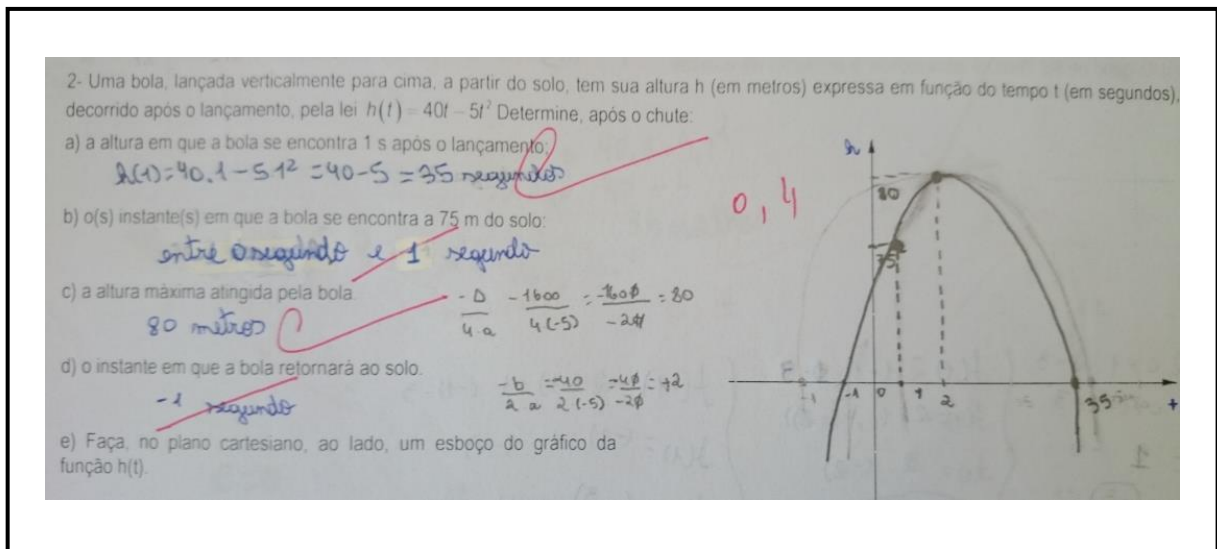 2- Uma bola, lançada verticalmente para cima, a partir do solo, tem sua altura h (em metros) expressa em função do tempo t (em segundos),
decorrido após o lançamento, pela lei h(t) = 40t – 5t² Determine, após o chute:
a) a altura em que a bola se encontra 1 s após o lançamento;
h(1)=40.1-5 1²=40-5=35 segundos
0,4
b) o(s) instante(s) em que a bola se encontra a 75 m do solo:
entre 0 segundo e 1 segundo
c) a altura máxima atingida pela bola.
-Δ/4.a -1600/4(-5) = -1600/-20 = 80
80 metros
d) o instante em que a bola retornará ao solo.
-b/2a = -40/2(-5) = 40/-20 = +2
-1 segundo
e) Faça, no plano cartesiano, ao lado, um esboço do gráfico da
função h(t).
h
80
75
-1 -1 0 1 2 35
t